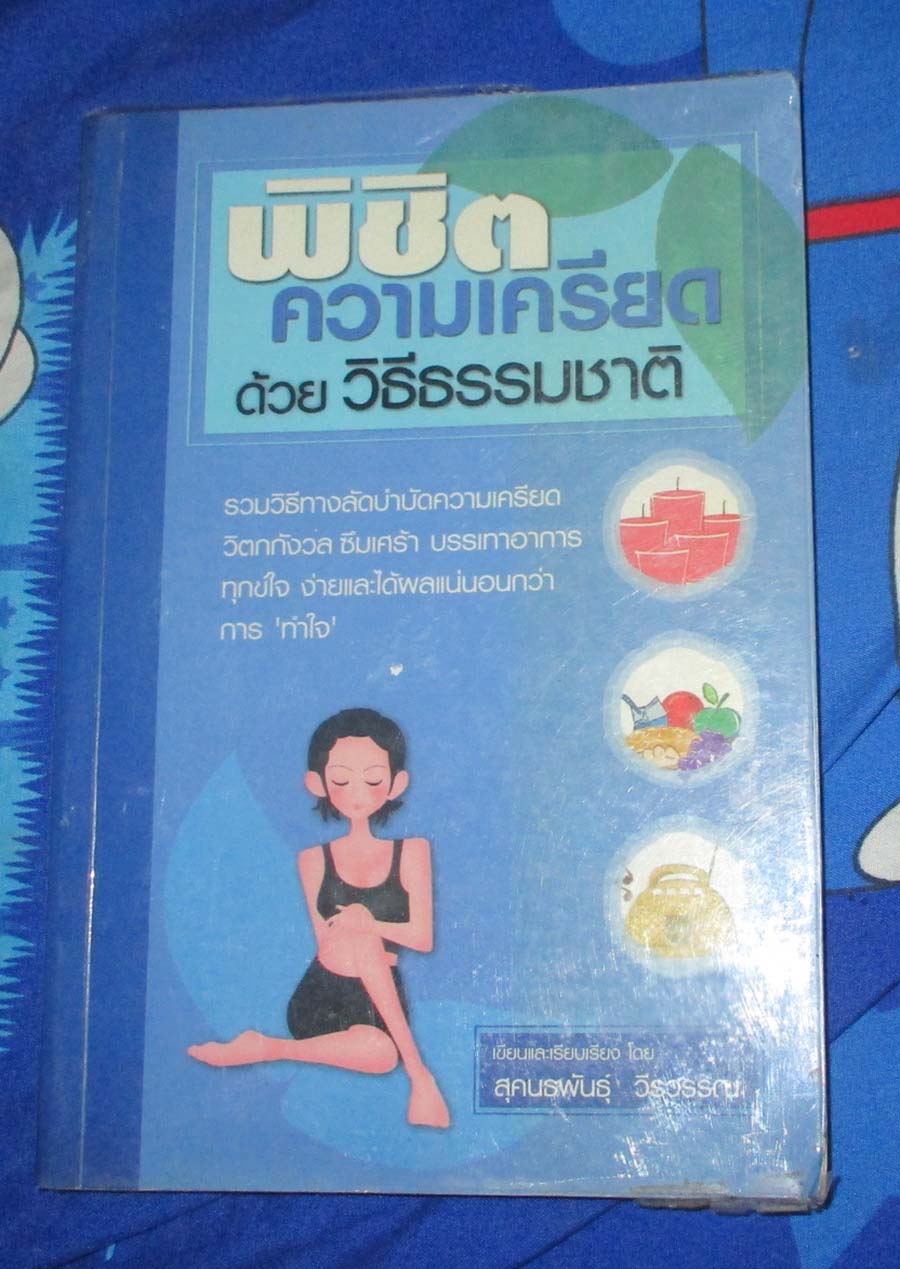 พิชิต
ความเครียด
ด้วย วิธีธรรมชาติ
รวมวิธีทางลัดบำบัดความเครียด
วิตกกังวล ซึมเศร้า บรรเทาอาการ
ทุกข์ใจ ง่ายและได้ผลแน่นอนกว่า
การ 'ทำใจ'
เขียนและเรียบเรียง โดย
สุคนธพันธุ์ วีรวรรณ